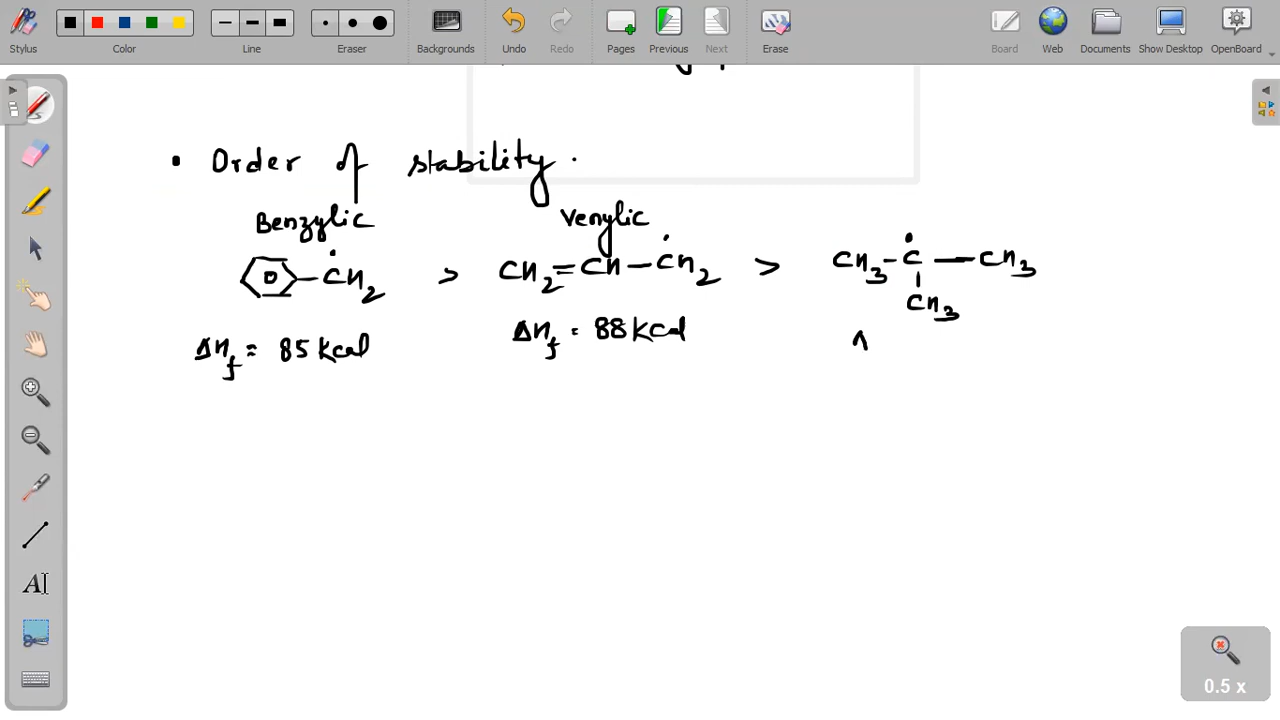 Stylus Color Line Eraser Backgrounds Undo Redo Pages Previous Next Erase Board Web Documents Show Desktop OpenBoard
• Order of stability.
Benzylic Venylic
ĊH2 > CH2=CH—ĊH2 > CH3-Ċ—CH3
CH3
ΔHf = 85 Kcal ΔHf = 88 Kcal Λ
AI
0.5 x